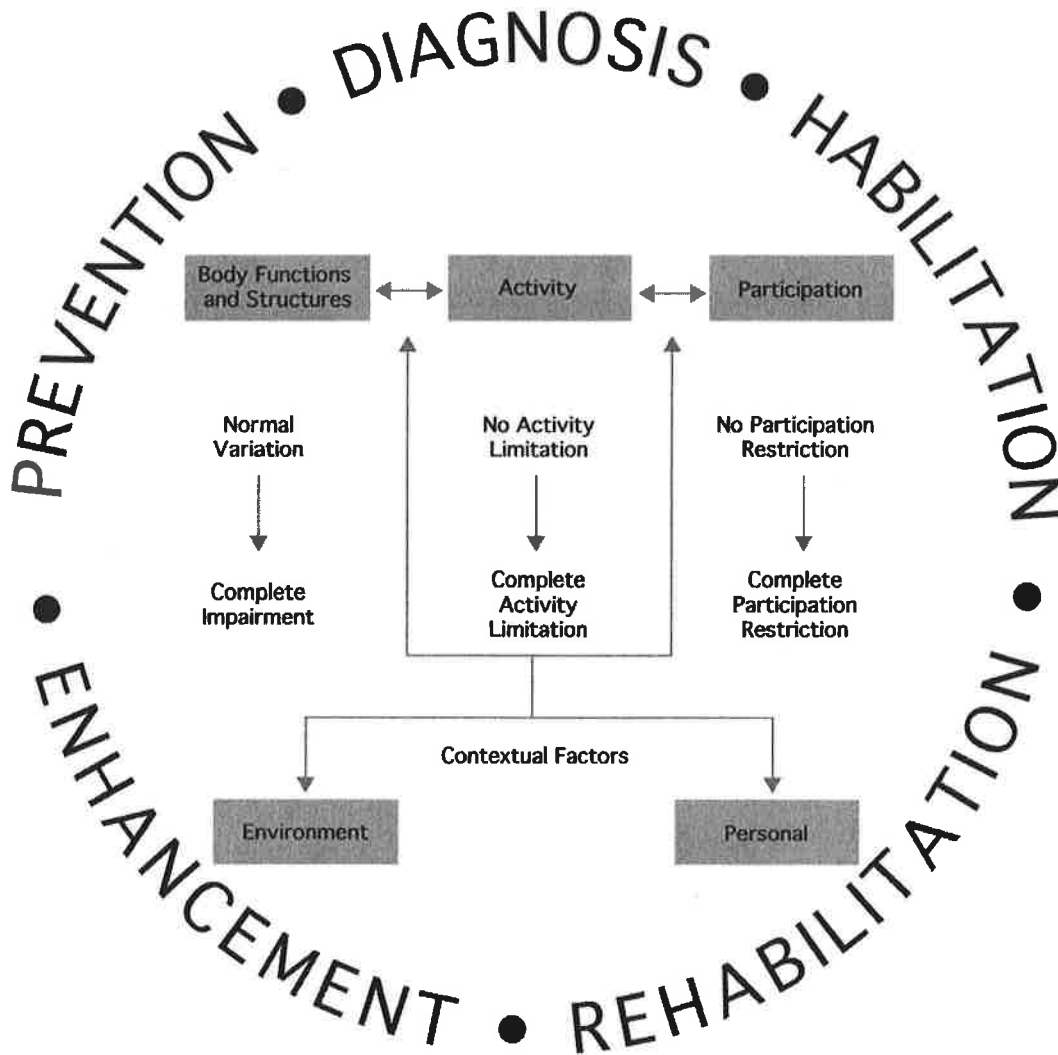 PREVENTION • DIAGNOSIS • HABILITATION • REHABILITATION • ENHANCEMENT •
Body Functions
and Structures
Activity
Participation
Normal
Variation
No Activity
Limitation
No Participation
Restriction
Complete
Impairment
Complete
Activity
Limitation
Complete
Participation
Restriction
Contextual Factors
Environment
Personal